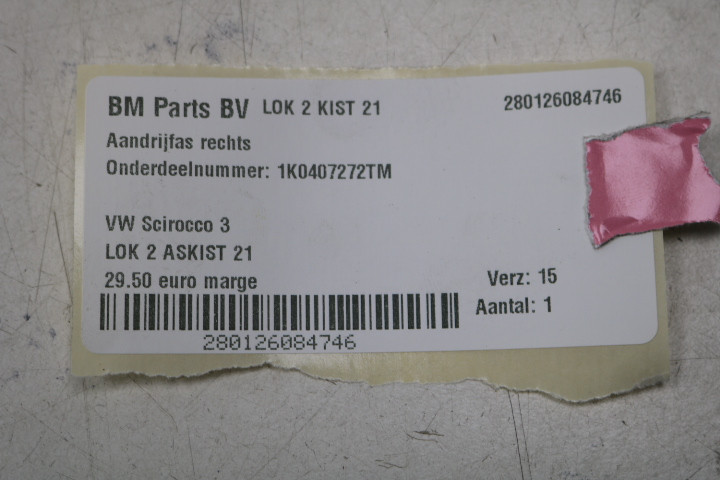 BM Parts BV LOK 2 KIST 21 280126084746
Aandrijfas rechts
Onderdeelnummer: 1K0407272TM
VW Scirocco 3
LOK 2 ASKIST 21
29.50 euro marge Verz: 15
Aantal: 1
280126084746